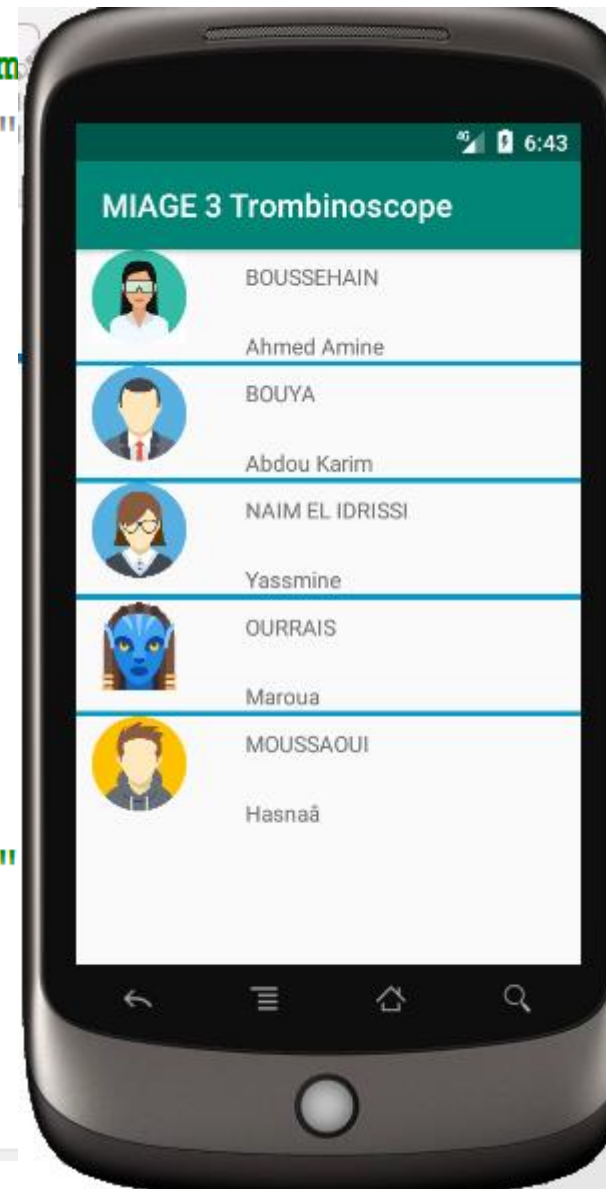 m
"
4G 6:43
MIAGE 3 Trombinoscope
BOUSSEHAIN
Ahmed Amine
BOUYA
Abdou Karim
NAIM EL IDRISSI
Yassmine
OURRAIS
Maroua
MOUSSAOUI
Hasnaâ
"